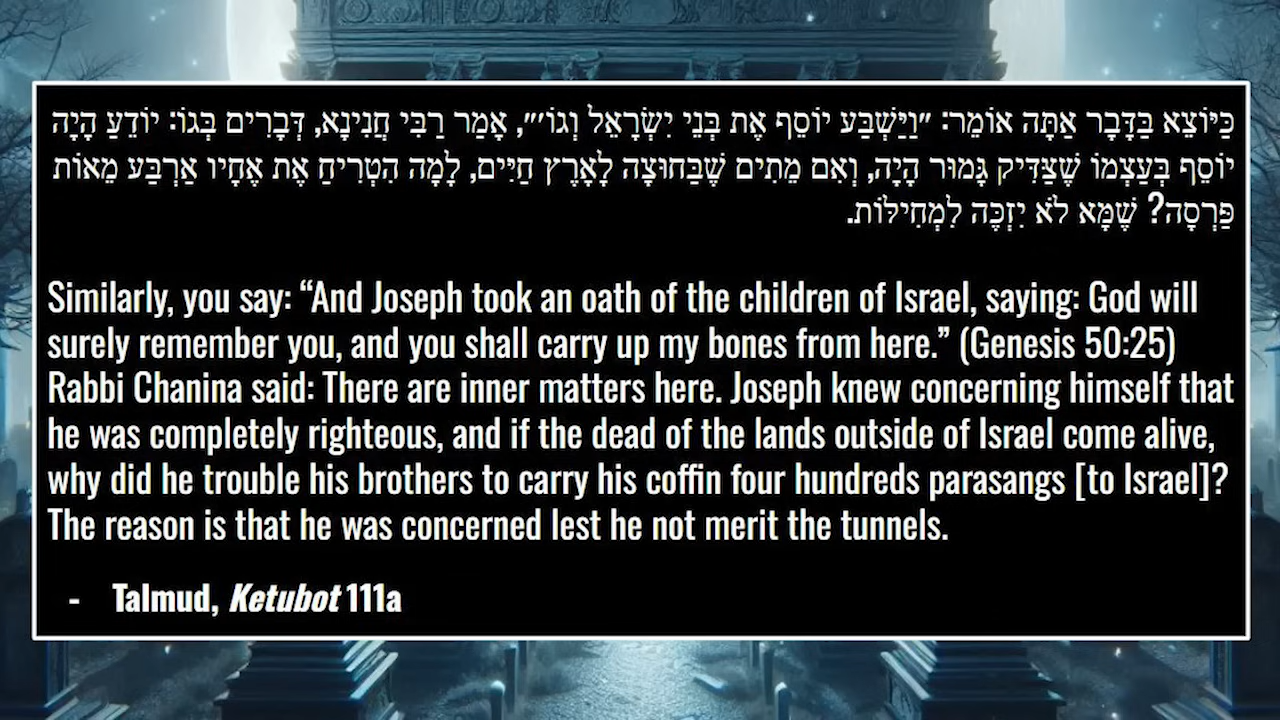 כַּיּוֹצֵא בַּדָּבָר אַתָּה אוֹמֵר: ״וַיַּשְׁבַּע יוֹסֵף אֶת בְּנֵי יִשְׂרָאֵל וְגוֹ׳״, אָמַר רַבִּי חֲנִינָא, דְּבָרִים בְּגוֹ: יוֹדֵעַ הָיָה
יוֹסֵף בְּעַצְמוֹ שֶׁצַּדִּיק גָּמוּר הָיָה, וְאִם מֵתִים שֶׁבַּחוּצָה לָאָרֶץ חַיִּים, לָמָּה הִטְרִיחַ אֶת אֶחָיו אַרְבַּע מֵאוֹת
פַּרְסָה? שֶׁמָּא לֹא יִזְכֶּה לִמְחִילּוֹת.
Similarly, you say: “And Joseph took an oath of the children of Israel, saying: God will
surely remember you, and you shall carry up my bones from here.” (Genesis 50:25)
Rabbi Chanina said: There are inner matters here. Joseph knew concerning himself that
he was completely righteous, and if the dead of the lands outside of Israel come alive,
why did he trouble his brothers to carry his coffin four hundreds parasangs [to Israel]?
The reason is that he was concerned lest he not merit the tunnels.
- Talmud, Ketubot 111a